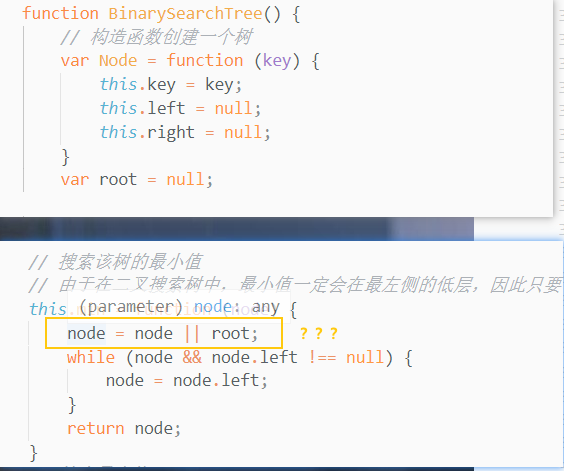 function BinarySearchTree() {
// 构造函数创建一个树
var Node = function (key) {
this.key = key;
this.left = null;
this.right = null;
}
var root = null;
// 搜索该树的最小值
// 由于在二叉搜索树中，最小值一定会在最左侧的低层，因此只要
this (parameter) node: any {
node = node || root; ???
while (node && node.left !== null) {
node = node.left;
}
return node;
}